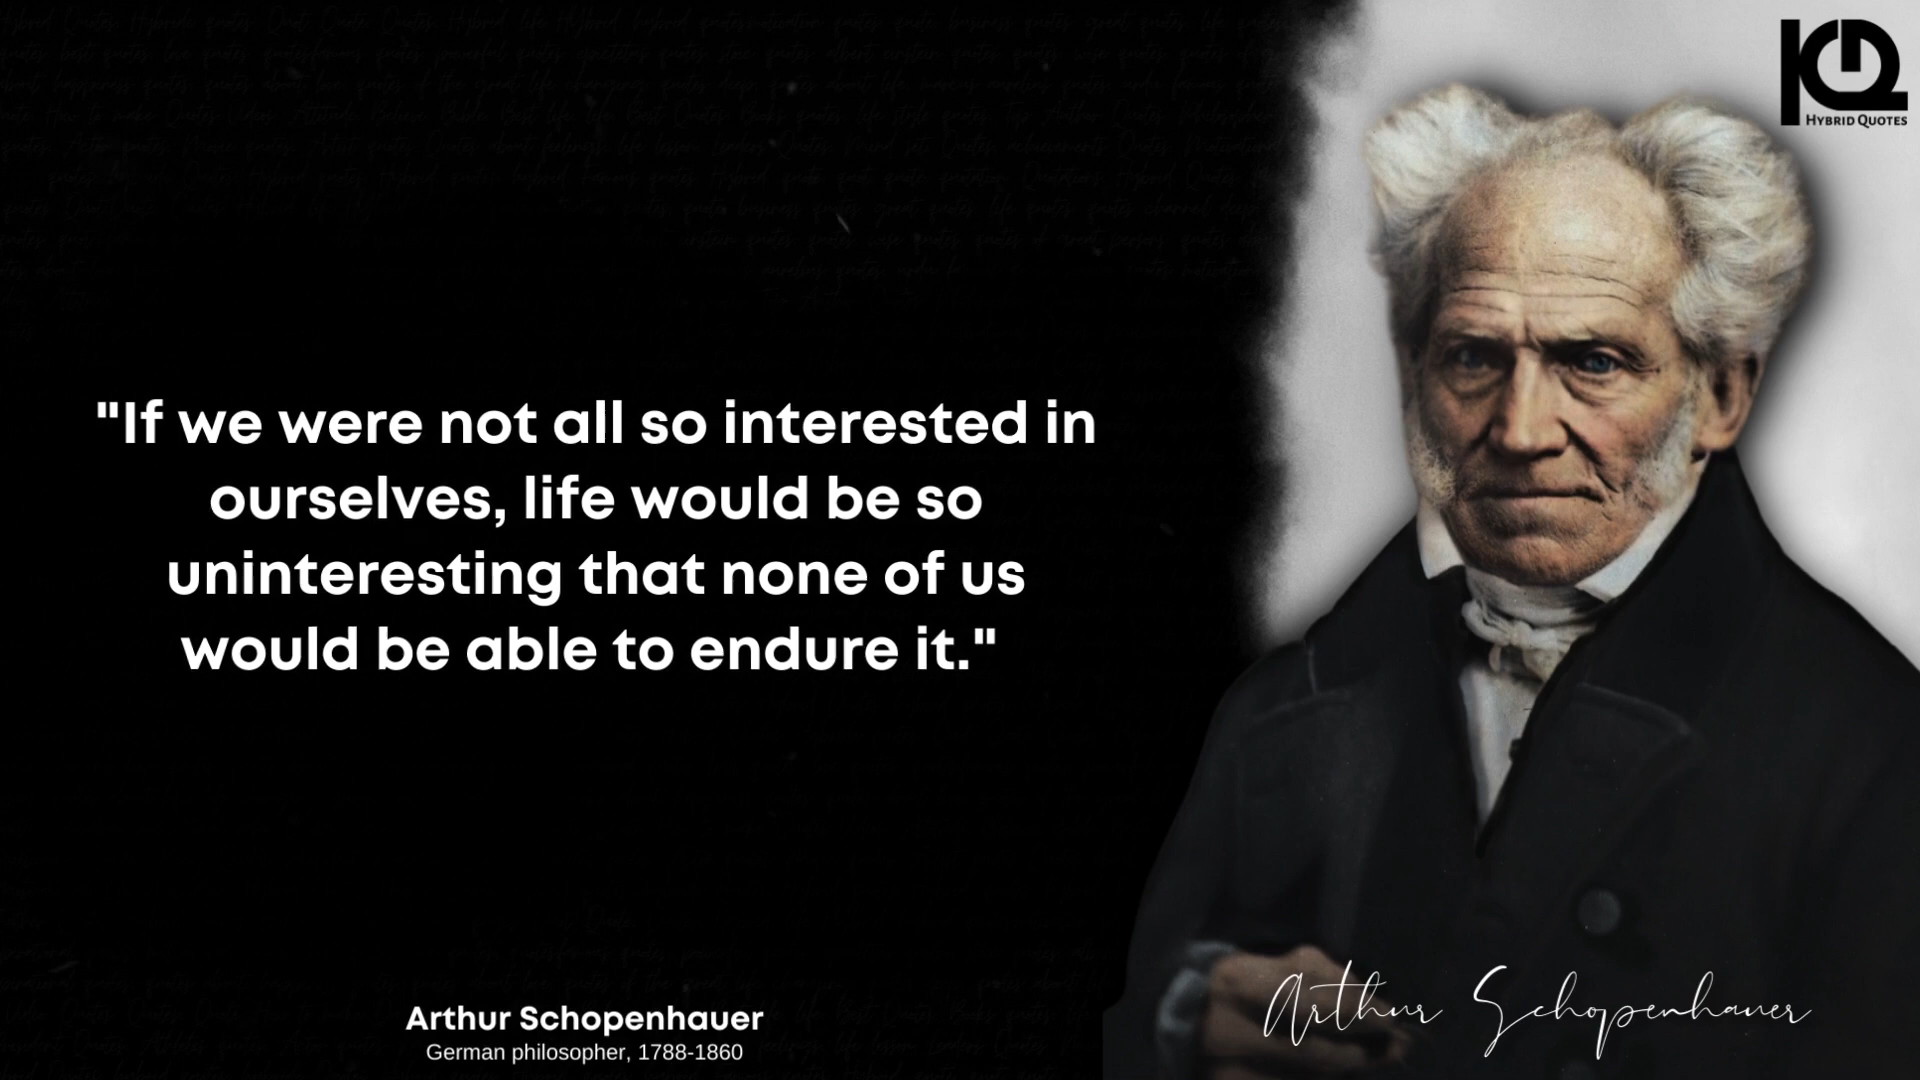 HYBRID QUOTES
"If we were not all so interested in
ourselves, life would be so
uninteresting that none of us
would be able to endure it."
Arthur Schopenhauer
German philosopher, 1788-1860
Arthur Schopenhauer